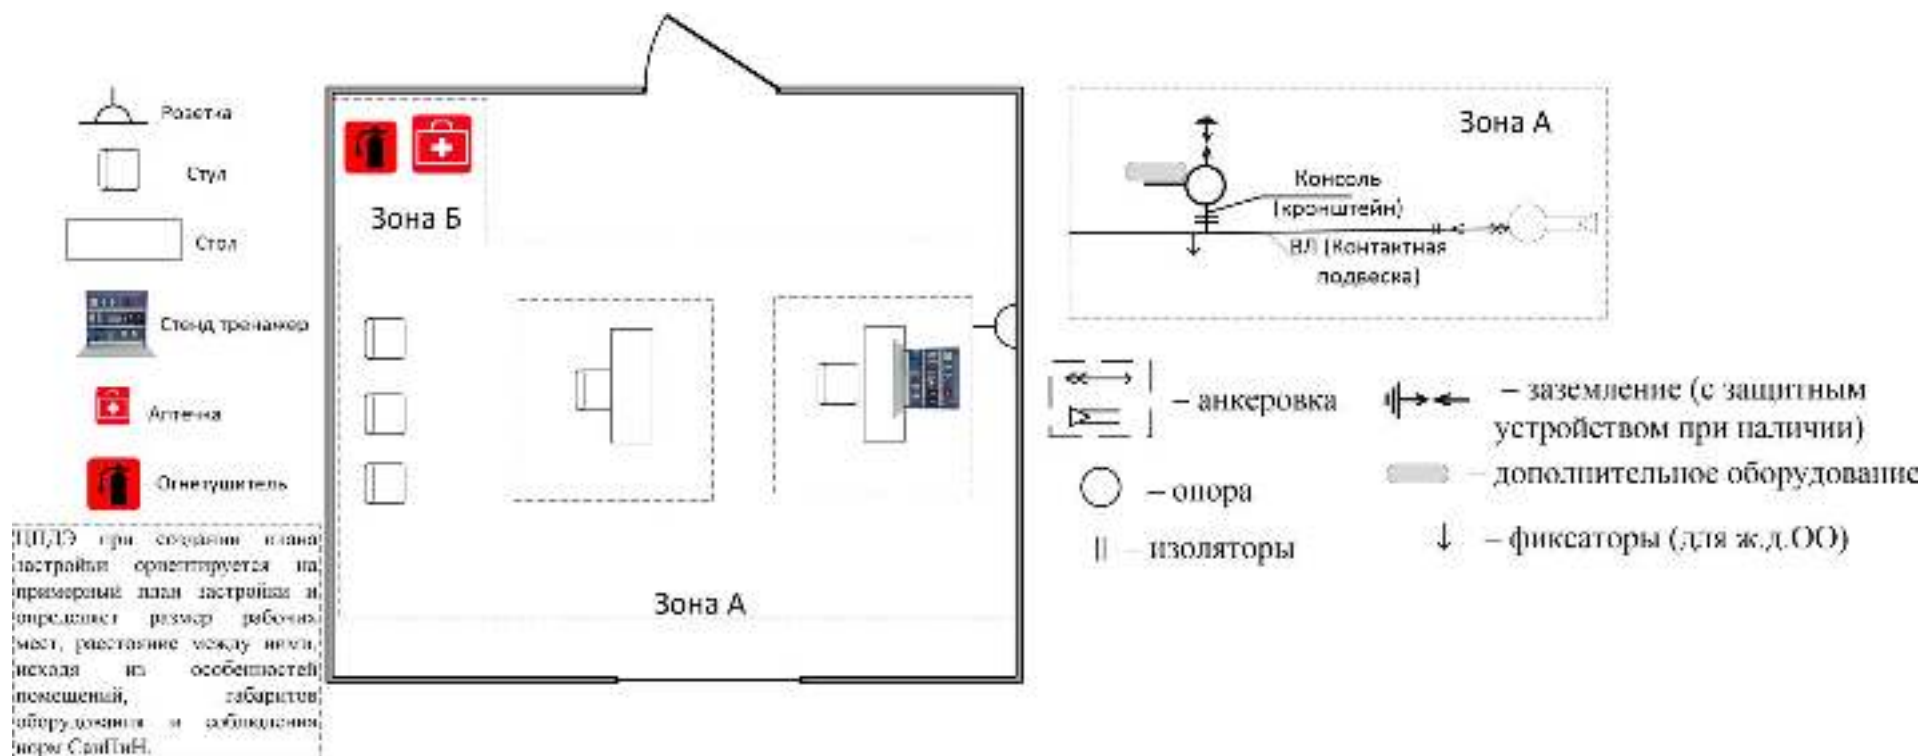 Розетка
Стул
Стол
Стенд тренажер
Аптечка
Огнетушитель
ЦПДЭ при создании плана
застройки ориентируется на
примерный план застройки и
определяет размер рабочих
мест, расстояние между ними,
исходя из особенностей
помещений, габаритов
оборудования и соблюдения
норм СанПиН.
Зона Б
Зона А
Зона А
Консоль
(кронштейн)
ВЛ (Контактная
подвеска)
– анкеровка
– опора
– изоляторы
– заземление (с защитным
устройством при наличии)
– дополнительное оборудование
– фиксаторы (для ж.д.ОО)